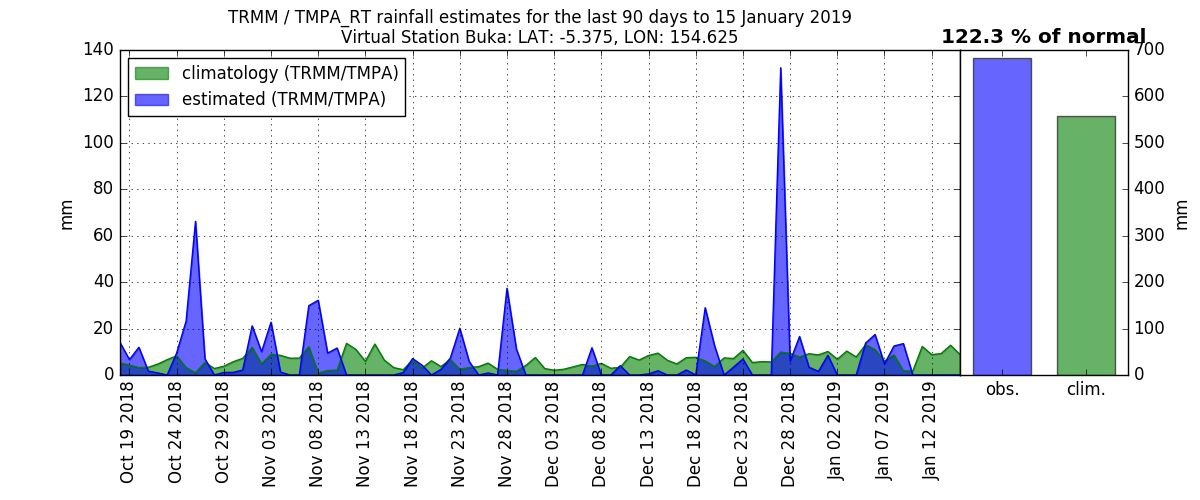 TRMM / TMPA_RT rainfall estimates for the last 90 days to 15 January 2019
Virtual Station Buka: LAT: -5.375, LON: 154.625
122.3 % of normal
climatology (TRMM/TMPA)
estimated (TRMM/TMPA)
140
120
100
80
60
40
20
0
mm
Oct 19 2018
Oct 24 2018
Oct 29 2018
Nov 03 2018
Nov 08 2018
Nov 13 2018
Nov 18 2018
Nov 23 2018
Nov 28 2018
Dec 03 2018
Dec 08 2018
Dec 13 2018
Dec 18 2018
Dec 23 2018
Dec 28 2018
Jan 02 2019
Jan 07 2019
Jan 12 2019
700
600
500
400
300
200
100
0
mm
obs.
clim.